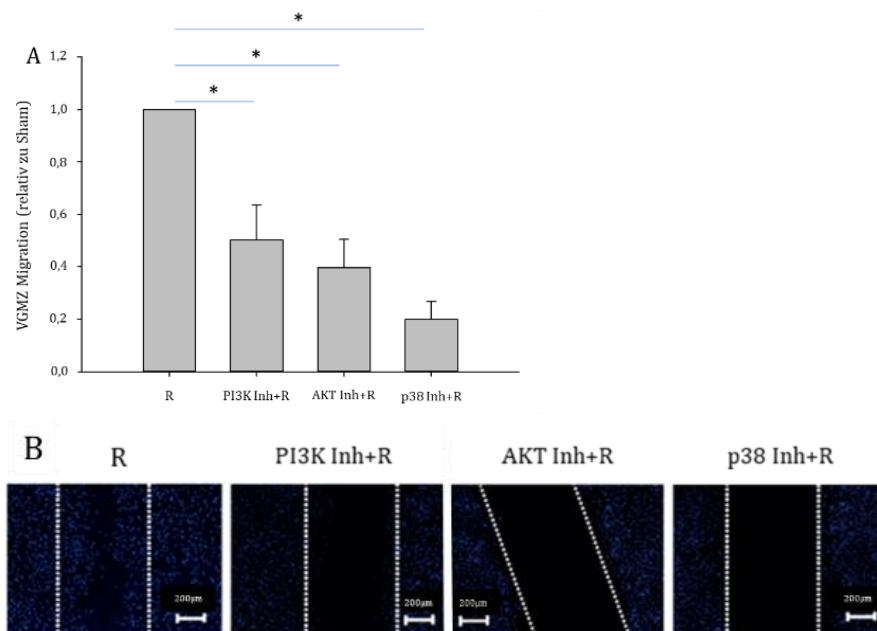 *
*
*
A
1,2
1,0
0,8
0,6
0,4
0,2
0,0
VGMZ Migration (relativ zu Sham)
R PI3K Inh+R AKT Inh+R p38 Inh+R
B R PI3K Inh+R AKT Inh+R p38 Inh+R
200µm 200µm 200µm 200µm